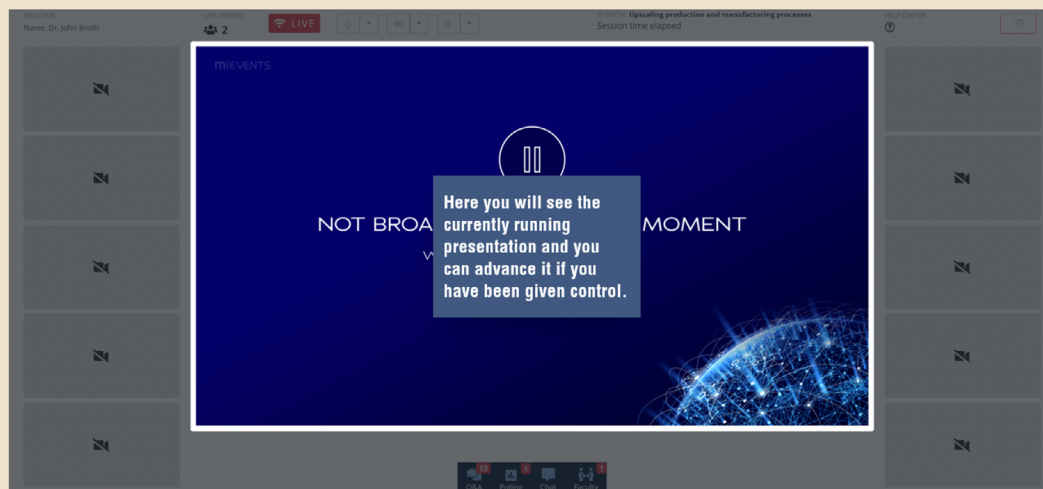 WELCOME
Name: Dr. John Smith
LIVE VIEWERS
2
LIVE
SESSION: Upscaling production and manufacturing processes
Session time elapsed
HELP CENTER
m|EVENTS
NOT BROA
MOMENT
W
Here you will see the
currently running
presentation and you
can advance it if you
have been given control.
13
1
1
Q&A
Polling
Chat
Faculty